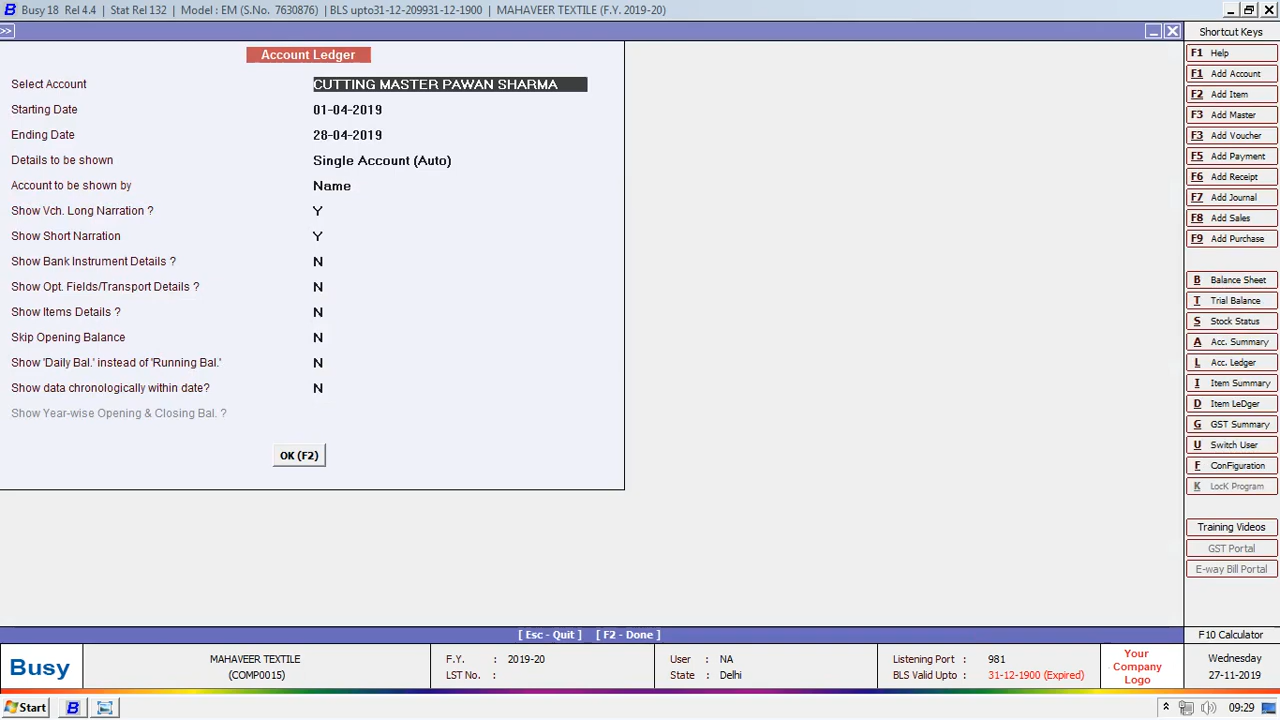 Busy 18 Rel 4.4 | Stat Rel 132 | Model : EM (S.No. 7630876) | BLS upto31-12-209931-12-1900 | MAHAVEER TEXTILE (F.Y. 2019-20)
>>
Account Ledger
Select Account CUTTING MASTER PAWAN SHARMA
Starting Date 01-04-2019
Ending Date 28-04-2019
Details to be shown Single Account (Auto)
Account to be shown by Name
Show Vch. Long Narration ? Y
Show Short Narration Y
Show Bank Instrument Details ? N
Show Opt. Fields/Transport Details ? N
Show Items Details ? N
Skip Opening Balance N
Show 'Daily Bal.' instead of 'Running Bal.' N
Show data chronologically within date? N
Show Year-wise Opening & Closing Bal. ?
OK (F2)
Shortcut Keys
F1 Help
F1 Add Account
F2 Add Item
F3 Add Master
F3 Add Voucher
F5 Add Payment
F6 Add Receipt
F7 Add Journal
F8 Add Sales
F9 Add Purchase
B Balance Sheet
T Trial Balance
S Stock Status
A Acc. Summary
L Acc. Ledger
I Item Summary
D Item LeDger
G GST Summary
U Switch User
F ConFiguration
K LocK Program
Training Videos
GST Portal
E-way Bill Portal
[ Esc - Quit ] [ F2 - Done ]
F10 Calculator
Busy
MAHAVEER TEXTILE
(COMP0015)
F.Y. : 2019-20
LST No. :
User : NA
State : Delhi
Listening Port : 981
BLS Valid Upto : 31-12-1900 (Expired)
Your
Company
Logo
Wednesday
27-11-2019
Start
B
09:29